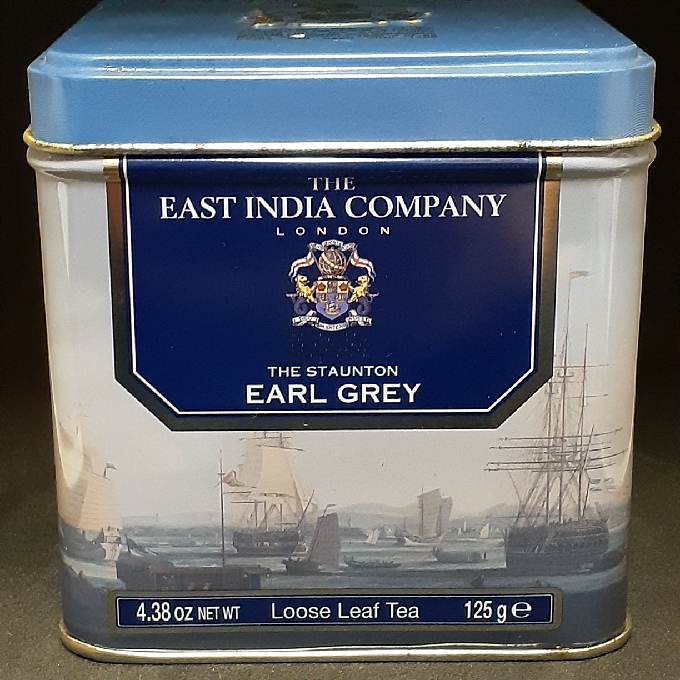 THE
EAST INDIA COMPANY
LONDON
THE STAUNTON
EARL GREY
4.38 oz NET WT Loose Leaf Tea 125 g ℮